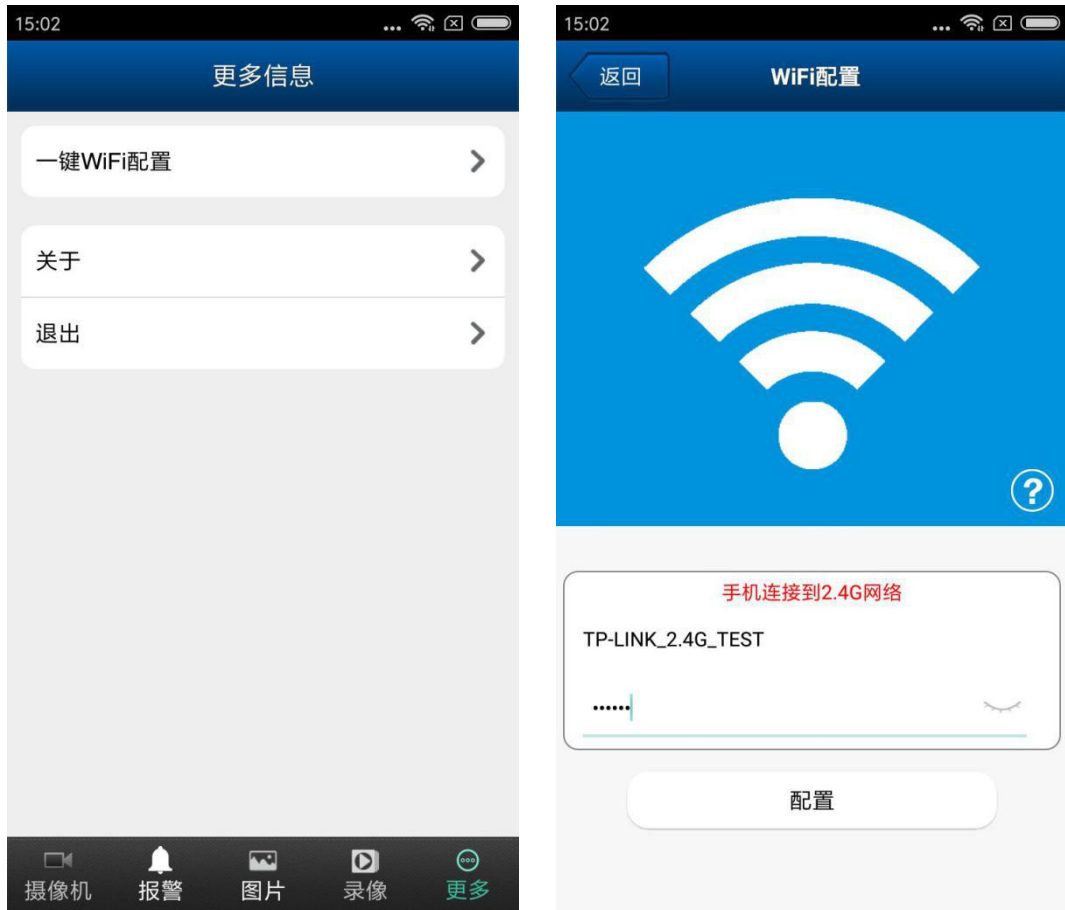 15:02
更多信息
一键WiFi配置
关于
退出
摄像机 报警 图片 录像 更多
15:02
返回 WiFi配置
?
手机连接到2.4G网络
TP-LINK_2.4G_TEST
••••••
配置